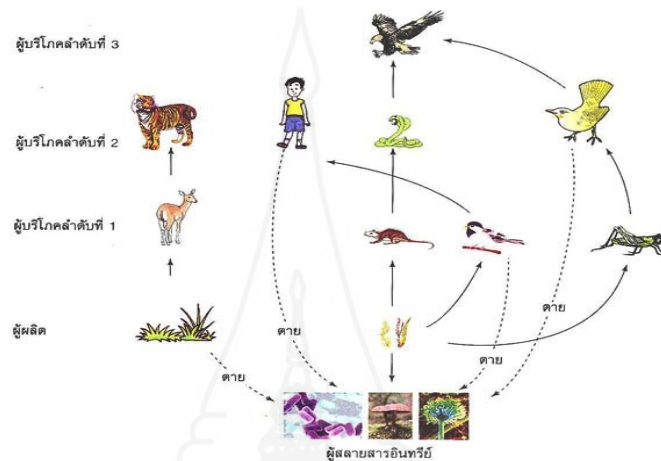 ผู้บริโภคลำดับที่ 3
ผู้บริโภคลำดับที่ 2
ผู้บริโภคลำดับที่ 1
ผู้ผลิต
ตาย
ตาย
ตาย
ตาย
ผู้สลายสารอินทรีย์